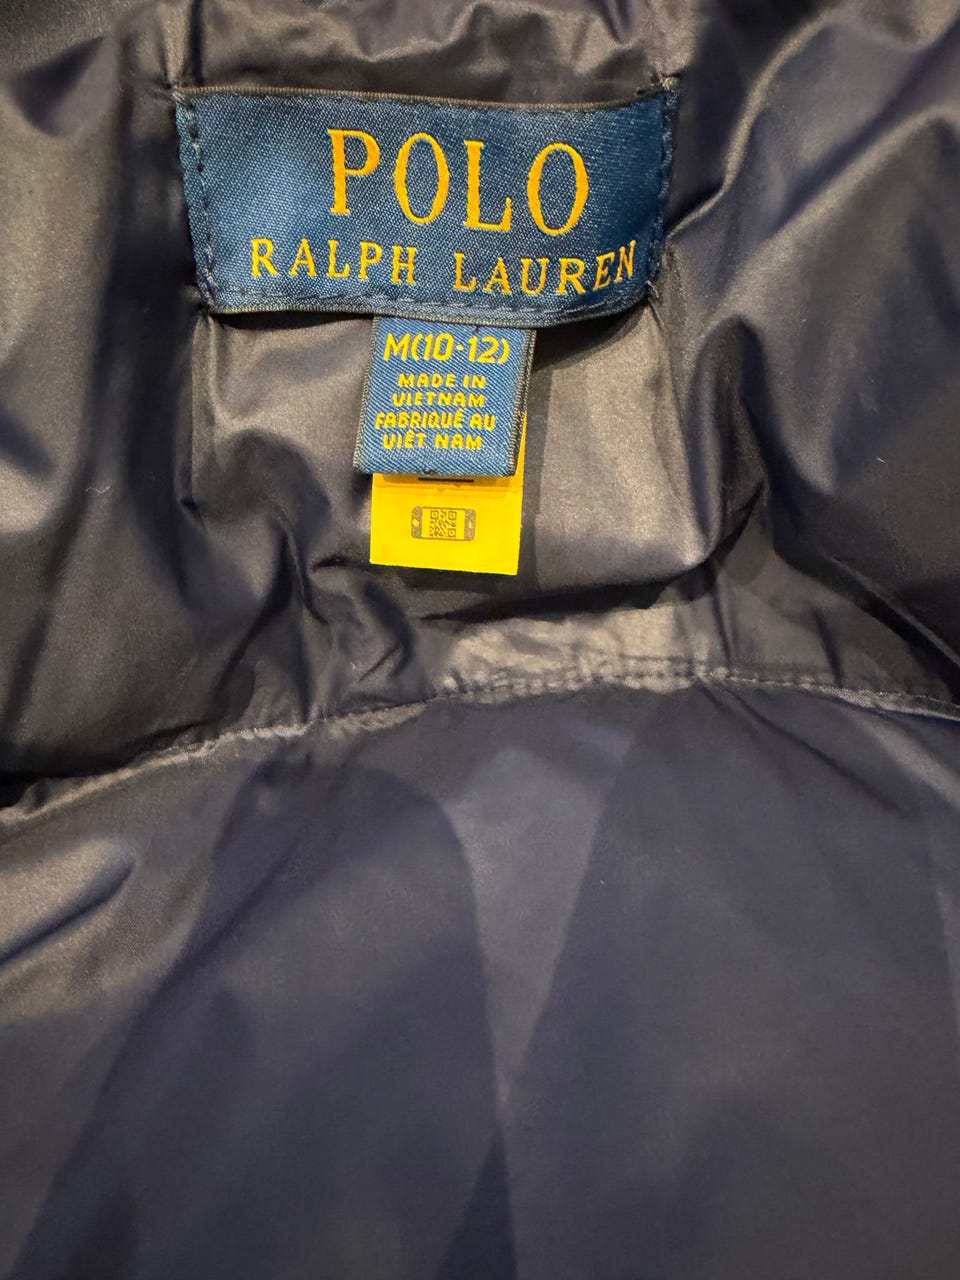 POLO
RALPH LAUREN
M(10-12)
MADE IN
VIETNAM
FABRIQUÉ AU
VIÊT NAM